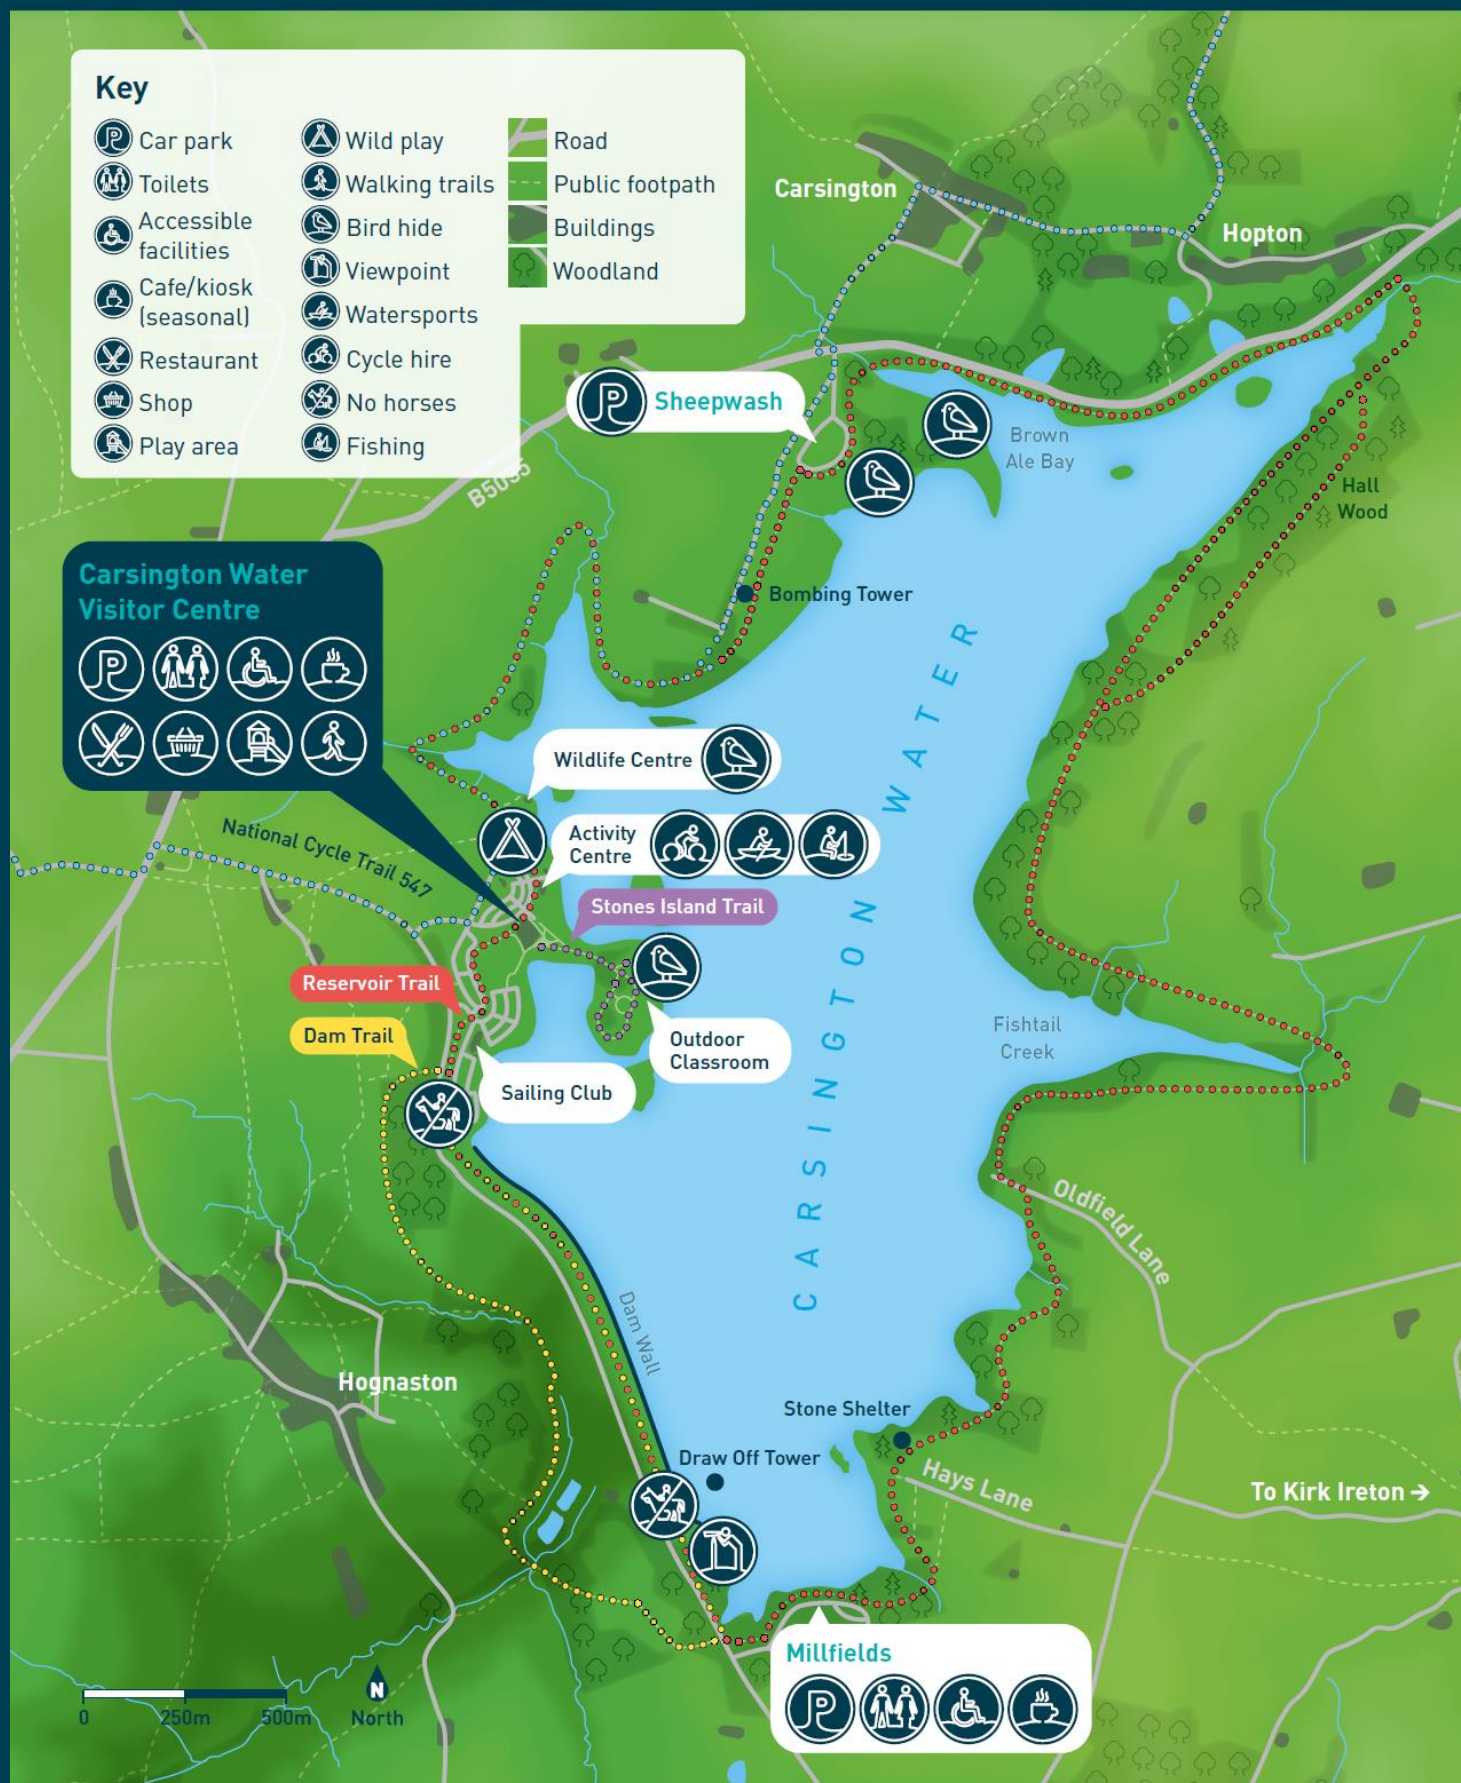 Key
Car park
Toilets
Accessible
facilities
Cafe/kiosk
(seasonal)
Restaurant
Shop
Play area
Wild play
Walking trails
Bird hide
Viewpoint
Watersports
Cycle hire
No horses
Fishing
Road
Public footpath
Buildings
Woodland
Carsington
Hopton
Sheepwash
Brown
Ale Bay
Hall
Wood
B5035
Carsington Water
Visitor Centre
Bombing Tower
Wildlife Centre
Activity
Centre
National Cycle Trail 547
Stones Island Trail
Reservoir Trail
Dam Trail
Outdoor
Classroom
Sailing Club
CARSINGTON WATER
Fishtail
Creek
Oldfield Lane
Dam Wall
Hognaston
Stone Shelter
Draw Off Tower
Hays Lane
To Kirk Ireton →
Millfields
0 250m 500m
N
North